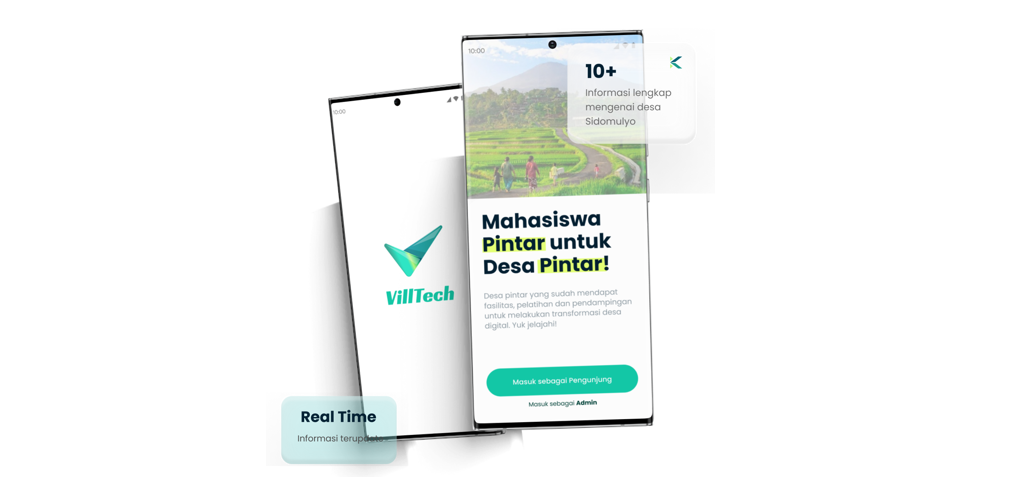 10:00
VillTech
Real Time
Informasi terupdate
10:00
10+
Informasi lengkap
mengenai desa
Sidomulyo
Mahasiswa
Pintar untuk
Desa Pintar!
Desa pintar yang sudah mendapat
fasilitas, pelatihan dan pendampingan
untuk melakukan transformasi desa
digital. Yuk jelajahi!
Masuk sebagai Pengunjung
Masuk sebagai Admin